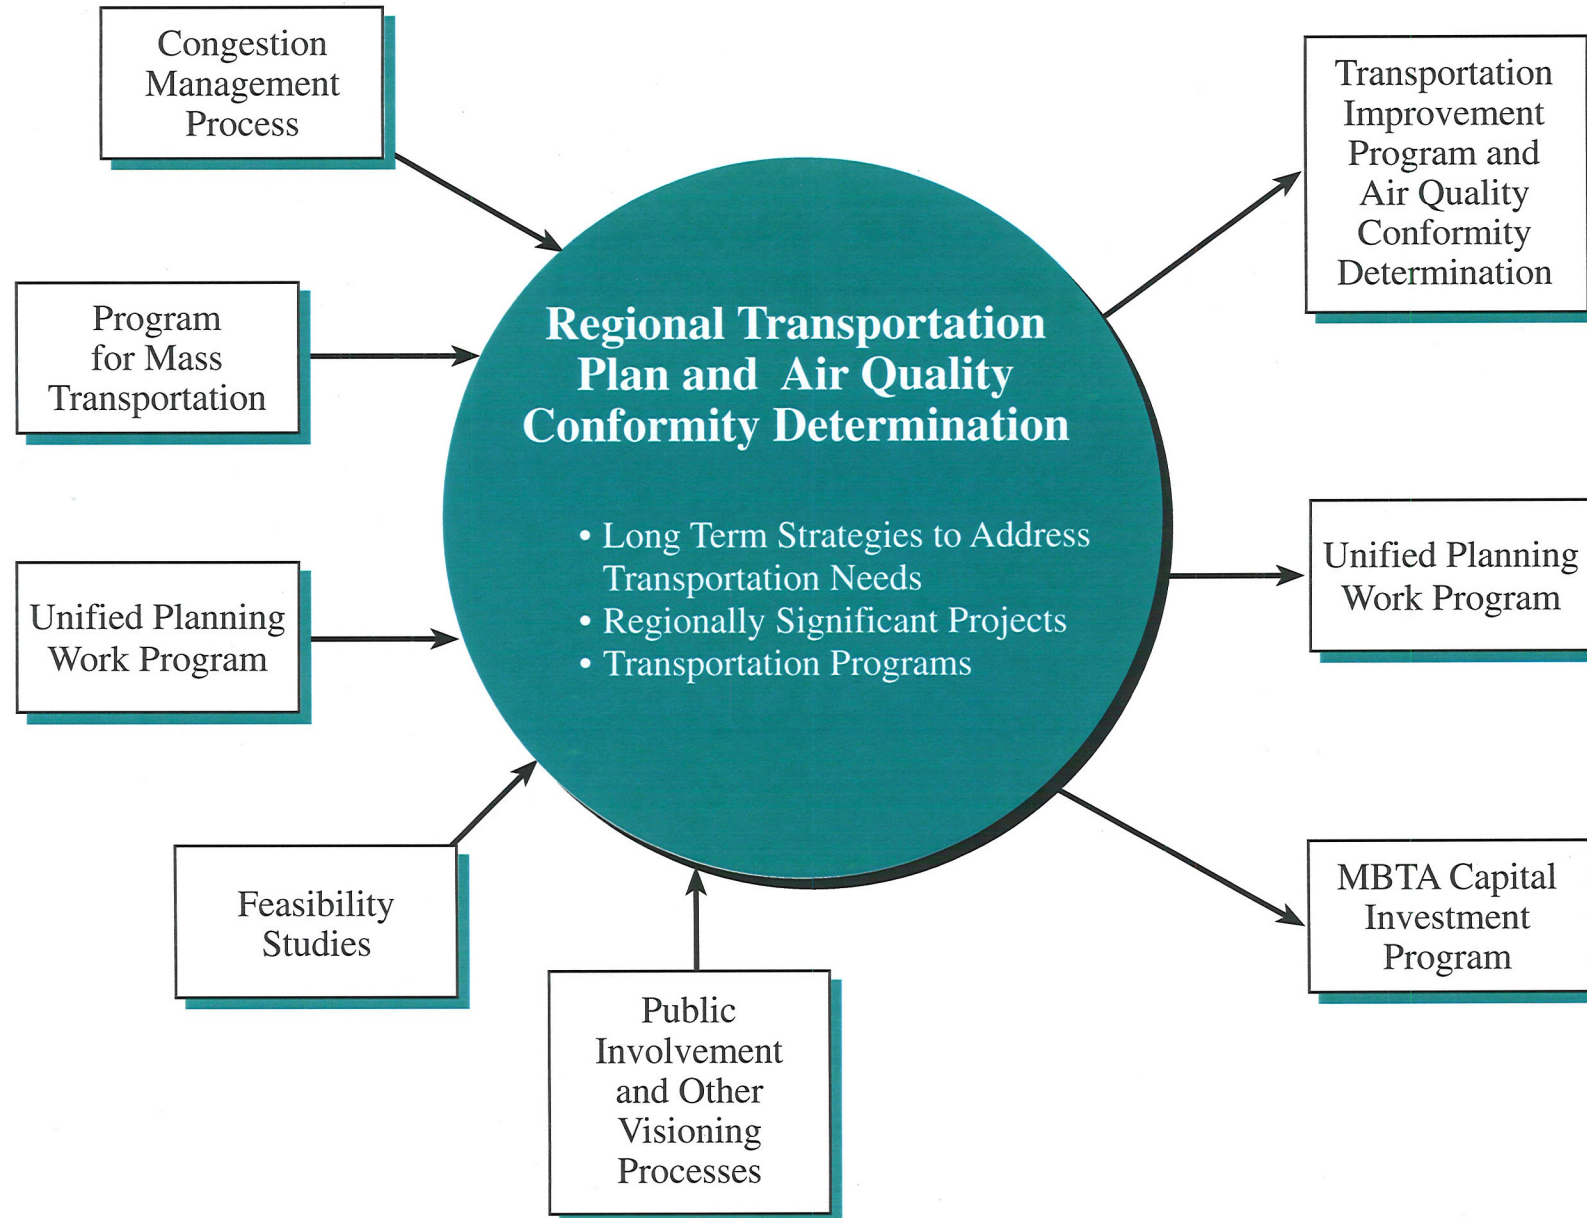 Congestion
Management
Process
Program
for Mass
Transportation
Unified Planning
Work Program
Feasibility
Studies
Public
Involvement
and Other
Visioning
Processes
Regional Transportation
Plan and Air Quality
Conformity Determination
• Long Term Strategies to Address
Transportation Needs
• Regionally Significant Projects
• Transportation Programs
Transportation
Improvement
Program and
Air Quality
Conformity
Determination
Unified Planning
Work Program
MBTA Capital
Investment
Program